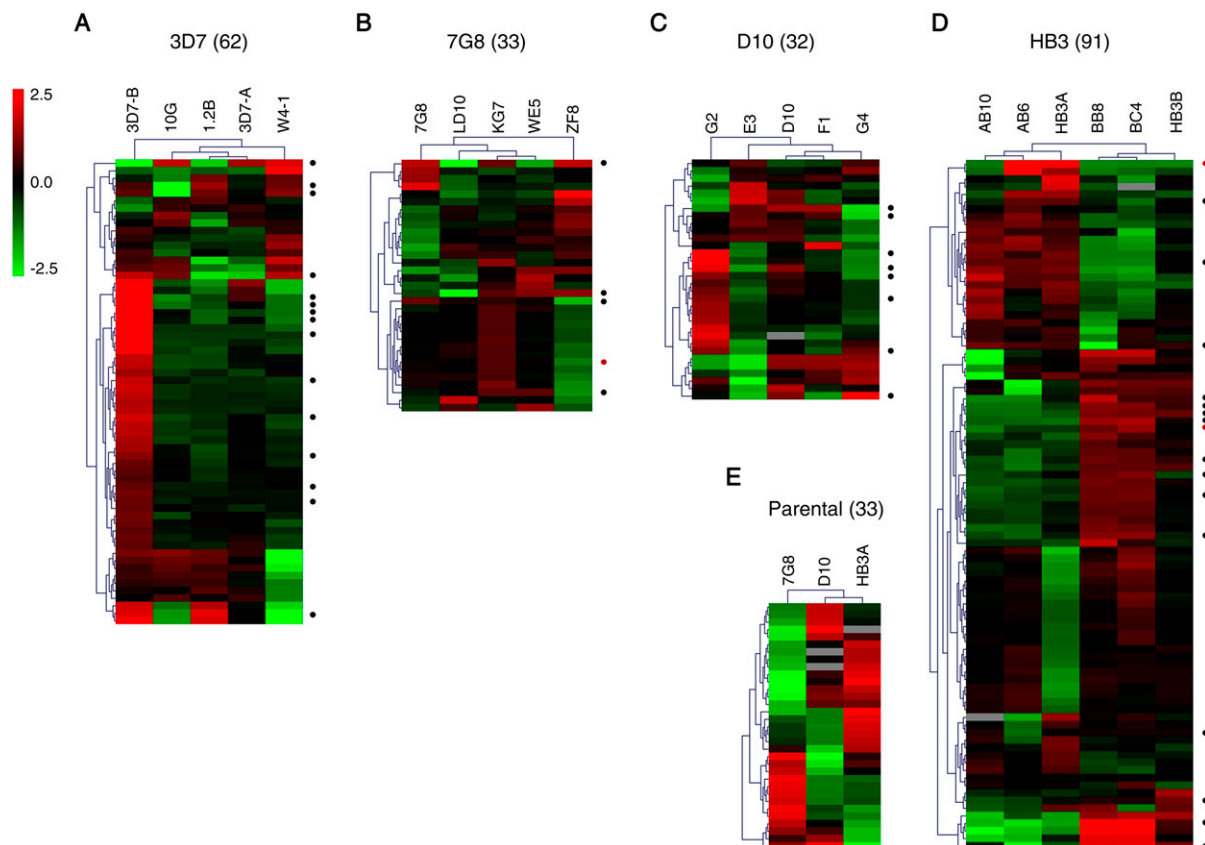 A
3D7 (62)
B
7G8 (33)
C
D10 (32)
D
HB3 (91)
2.5
0.0
-2.5
3D7-B
10G
1.2B
3D7-A
W4-1
7G8
LD10
KG7
WE5
ZF8
G2
E3
D10
F1
G4
AB10
AB6
HB3A
BB8
BC4
HB3B
E
Parental (33)
7G8
D10
HB3A